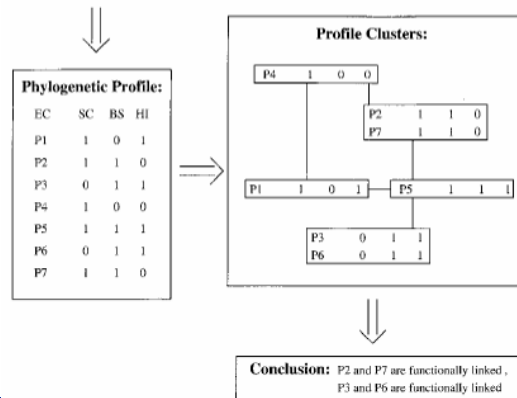 Phylogenetic Profile:
EC SC BS HI
P1 1 0 1
P2 1 1 0
P3 0 1 1
P4 1 0 0
P5 1 1 1
P6 0 1 1
P7 1 1 0
Profile Clusters:
P4 1 0 0
P2 1 1 0
P7 1 1 0
P1 1 0 1
P5 1 1 1
P3 0 1 1
P6 0 1 1
Conclusion: P2 and P7 are functionally linked ,
P3 and P6 are functionally linked